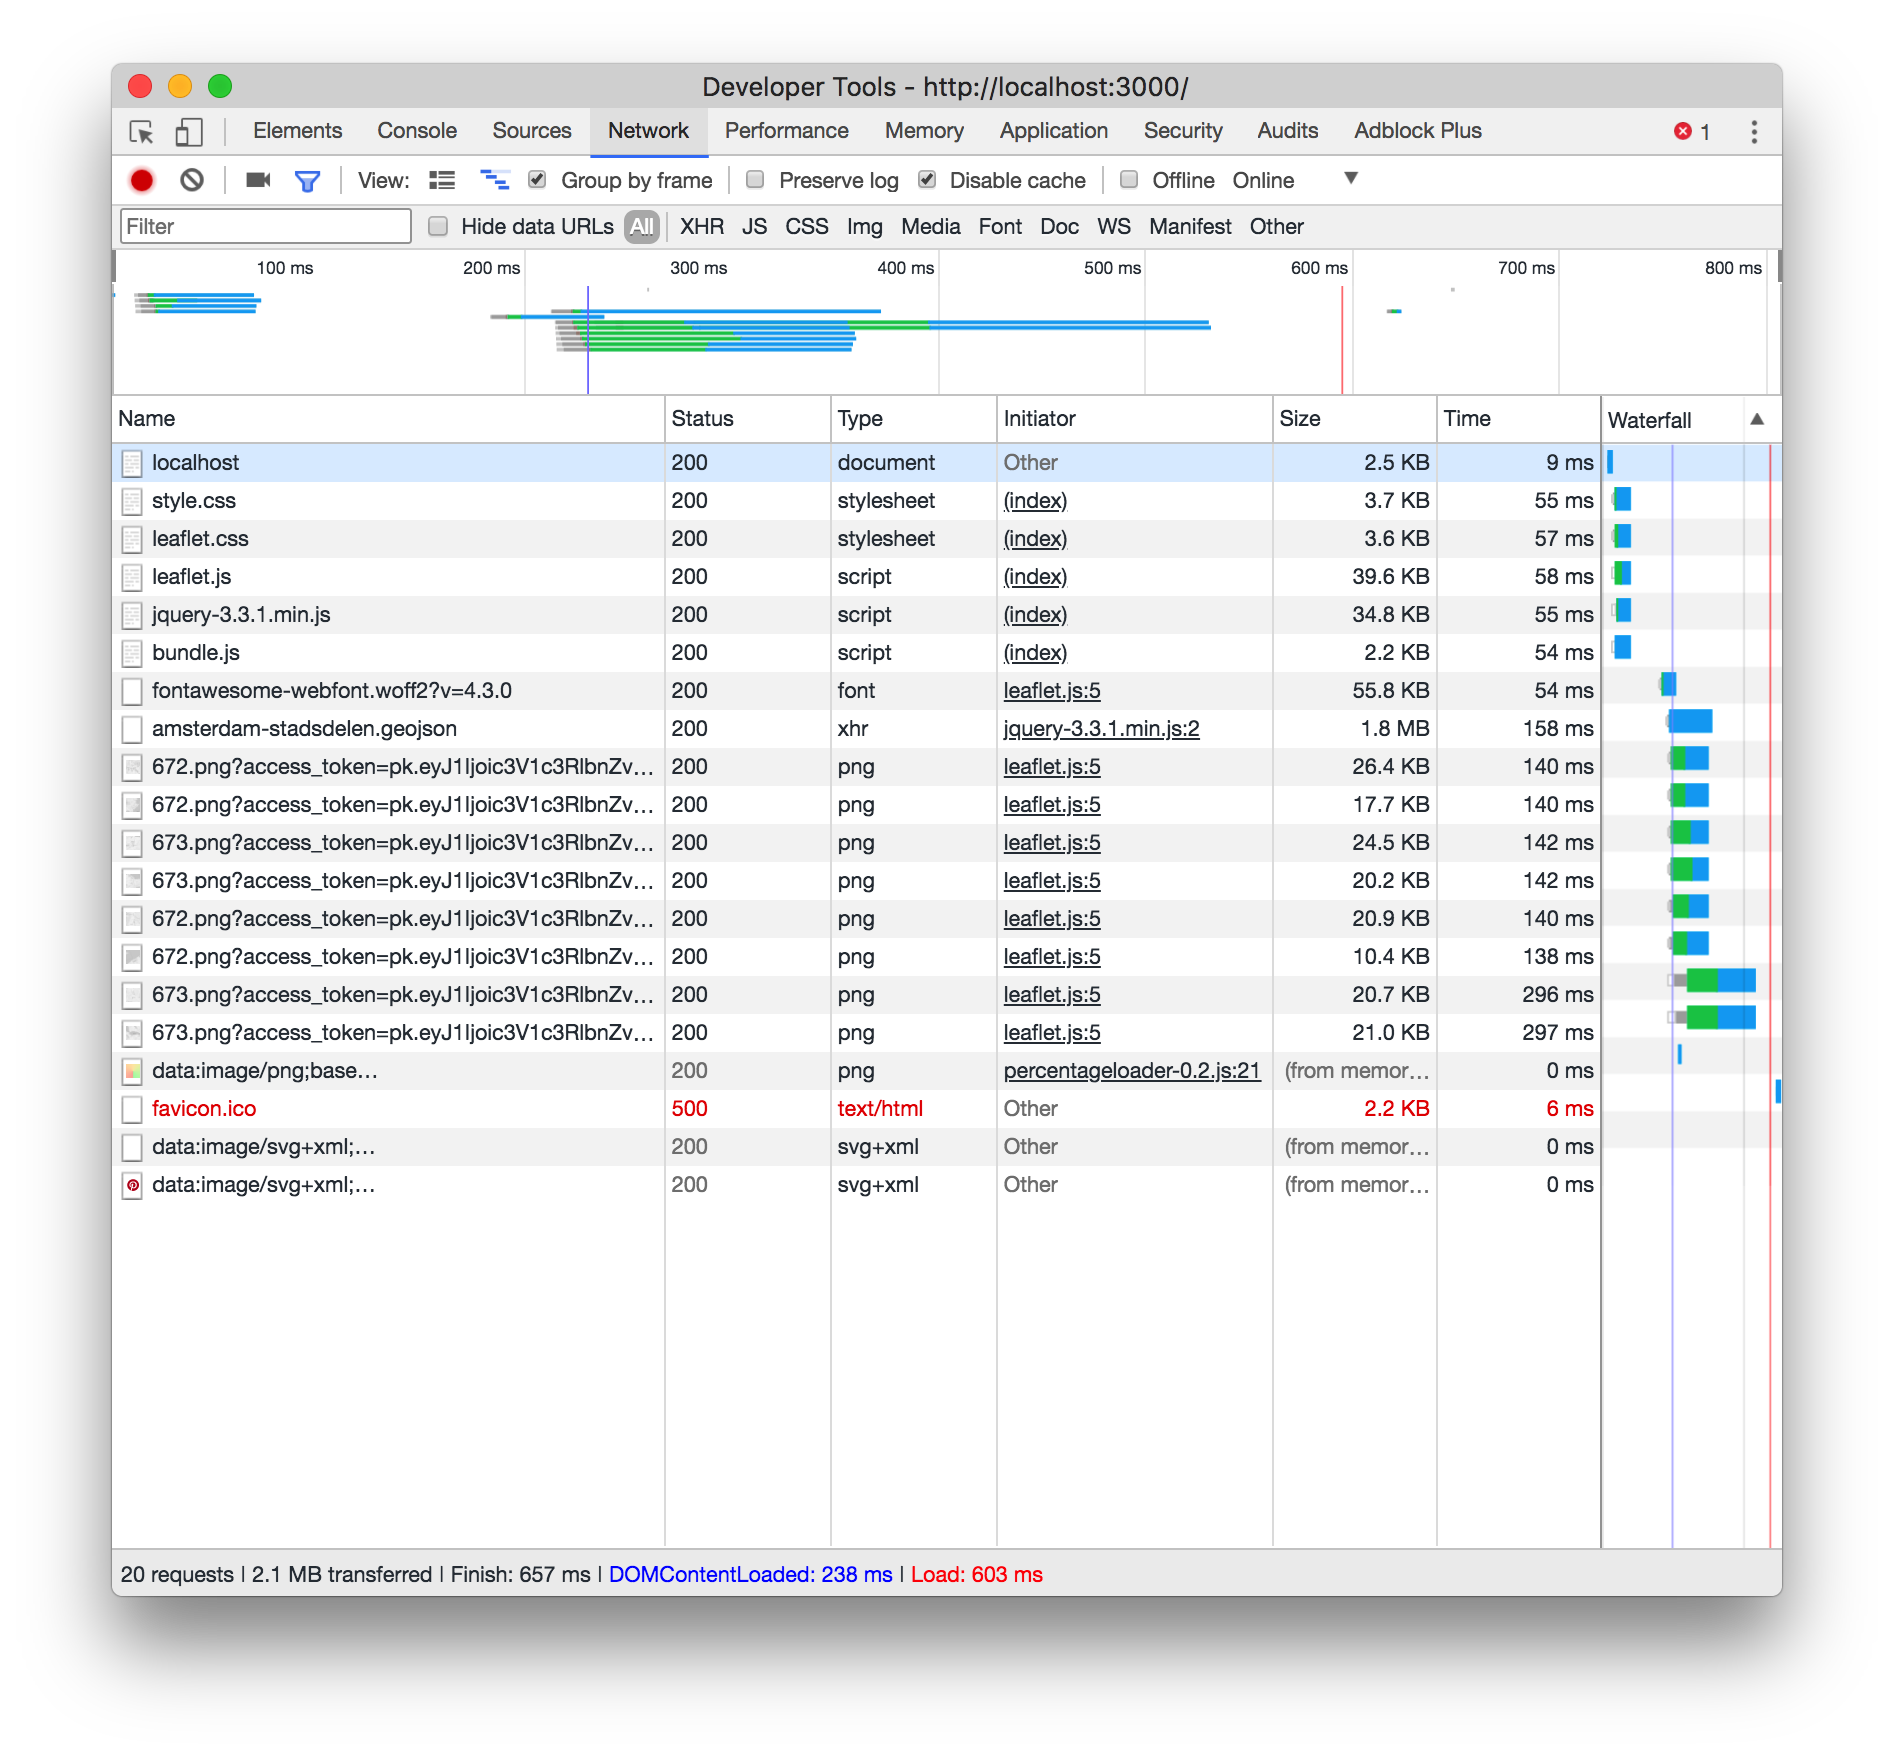 Developer Tools - http://localhost:3000/
Elements Console Sources Network Performance Memory Application Security Audits Adblock Plus 1
View: Group by frame Preserve log Disable cache Offline Online
Filter Hide data URLs All XHR JS CSS Img Media Font Doc WS Manifest Other
100 ms 200 ms 300 ms 400 ms 500 ms 600 ms 700 ms 800 ms
Name Status Type Initiator Size Time Waterfall
localhost 200 document Other 2.5 KB 9 ms
style.css 200 stylesheet (index) 3.7 KB 55 ms
leaflet.css 200 stylesheet (index) 3.6 KB 57 ms
leaflet.js 200 script (index) 39.6 KB 58 ms
jquery-3.3.1.min.js 200 script (index) 34.8 KB 55 ms
bundle.js 200 script (index) 2.2 KB 54 ms
fontawesome-webfont.woff2?v=4.3.0 200 font leaflet.js:5 55.8 KB 54 ms
amsterdam-stadsdelen.geojson 200 xhr jquery-3.3.1.min.js:2 1.8 MB 158 ms
672.png?access_token=pk.eyJ1Ijoic3V1c3RlbnZv… 200 png leaflet.js:5 26.4 KB 140 ms
672.png?access_token=pk.eyJ1Ijoic3V1c3RlbnZv… 200 png leaflet.js:5 17.7 KB 140 ms
673.png?access_token=pk.eyJ1Ijoic3V1c3RlbnZv… 200 png leaflet.js:5 24.5 KB 142 ms
673.png?access_token=pk.eyJ1Ijoic3V1c3RlbnZv… 200 png leaflet.js:5 20.2 KB 142 ms
672.png?access_token=pk.eyJ1Ijoic3V1c3RlbnZv… 200 png leaflet.js:5 20.9 KB 140 ms
672.png?access_token=pk.eyJ1Ijoic3V1c3RlbnZv… 200 png leaflet.js:5 10.4 KB 138 ms
673.png?access_token=pk.eyJ1Ijoic3V1c3RlbnZv… 200 png leaflet.js:5 20.7 KB 296 ms
673.png?access_token=pk.eyJ1Ijoic3V1c3RlbnZv… 200 png leaflet.js:5 21.0 KB 297 ms
data:image/png;base… 200 png percentageloader-0.2.js:21 (from memor… 0 ms
favicon.ico 500 text/html Other 2.2 KB 6 ms
data:image/svg+xml;… 200 svg+xml Other (from memor… 0 ms
data:image/svg+xml;… 200 svg+xml Other (from memor… 0 ms
20 requests | 2.1 MB transferred | Finish: 657 ms | DOMContentLoaded: 238 ms | Load: 603 ms